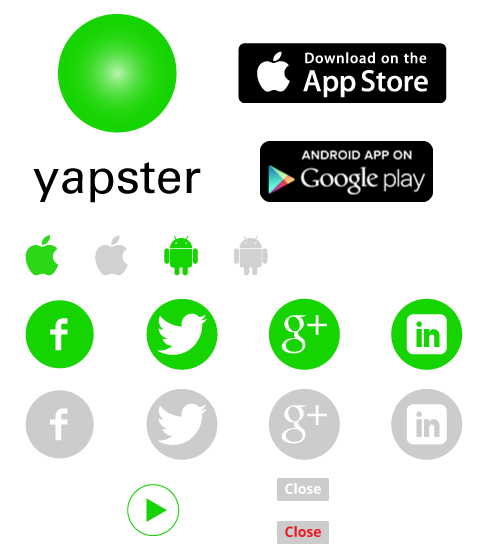 Download on the
App Store
ANDROID APP ON
Google play
yapster
f
g+
in
f
g+
in
Close
Close